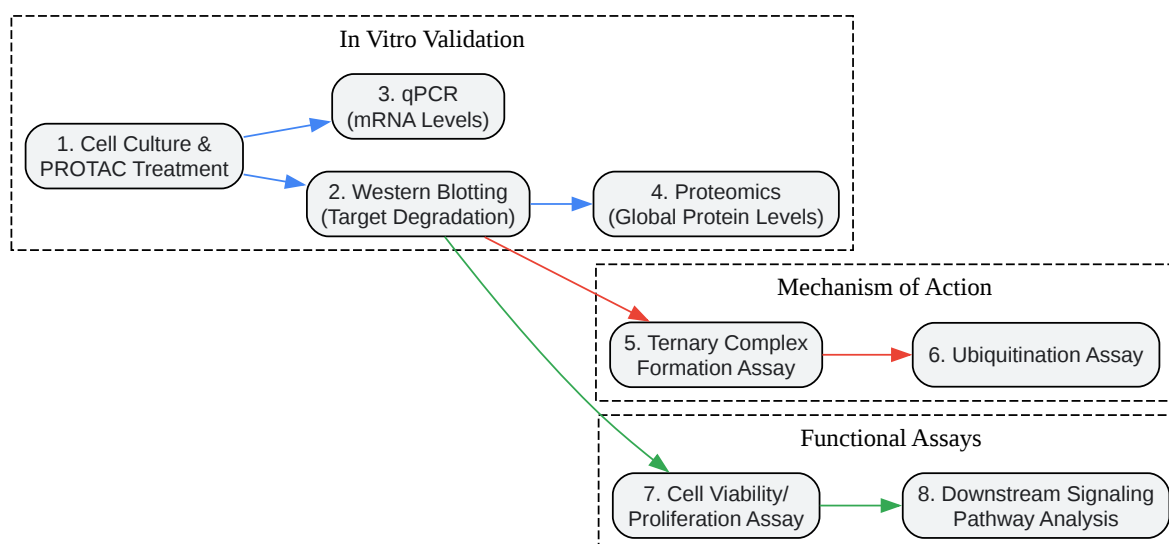 In Vitro Validation
1. Cell Culture &
PROTAC Treatment
3. qPCR
(mRNA Levels)
2. Western Blotting
(Target Degradation)
4. Proteomics
(Global Protein Levels)
Mechanism of Action
5. Ternary Complex
Formation Assay
6. Ubiquitination Assay
Functional Assays
7. Cell Viability/
Proliferation Assay
8. Downstream Signaling
Pathway Analysis